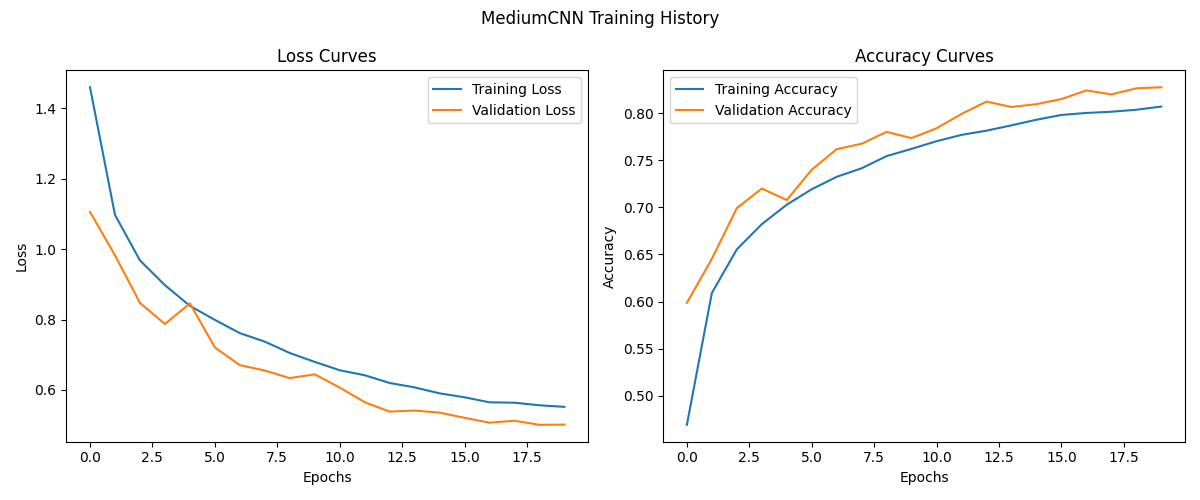 MediumCNN Training History
Loss Curves
Training Loss
Validation Loss
1.4
1.2
1.0
0.8
0.6
Loss
0.0 2.5 5.0 7.5 10.0 12.5 15.0 17.5
Epochs
Accuracy Curves
Training Accuracy
Validation Accuracy
0.80
0.75
0.70
0.65
0.60
0.55
0.50
Accuracy
0.0 2.5 5.0 7.5 10.0 12.5 15.0 17.5
Epochs